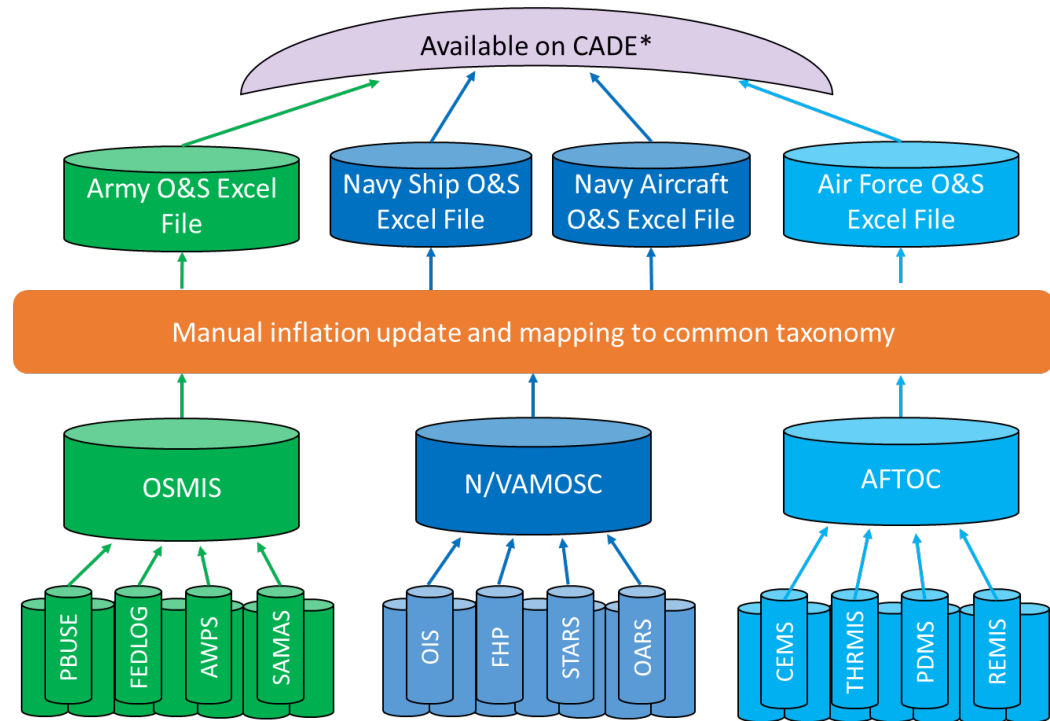 Available on CADE*
Army O&S Excel
File
Navy Ship O&S
Excel File
Navy Aircraft
O&S Excel File
Air Force O&S
Excel File
Manual inflation update and mapping to common taxonomy
OSMIS
N/VAMOSC
AFTOC
PBUSE
FEDLOG
AWPS
SAMAS
OIS
FHP
STARS
OARS
CEMS
THRMIS
PDMS
REMIS